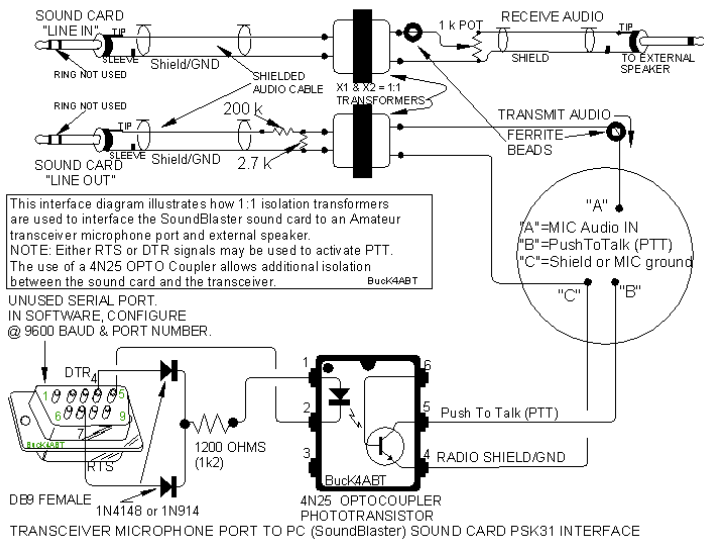 SOUND CARD
"LINE IN"
TIP
SLEEVE
RING NOT USED
Shield/GND
SHIELDED
AUDIO CABLE
X1 & X2 = 1:1
TRANSFORMERS
1 k POT
RECEIVE AUDIO
SHIELD
TIP
TO EXTERNAL
SPEAKER
RING NOT USED
TIP
SLEEVE
Shield/GND
SOUND CARD
"LINE OUT"
200 k
2.7 k
TRANSMIT AUDIO
FERRITE
BEADS
This interface diagram illustrates how 1:1 isolation transformers
are used to interface the SoundBlaster sound card to an Amateur
transceiver microphone port and external speaker.
NOTE: Either RTS or DTR signals may be used to activate PTT.
The use of a 4N25 OPTO Coupler allows additional isolation
between the sound card and the transceiver.
BucK4ABT
"A"
"A"=MIC Audio IN
"B"=PushToTalk (PTT)
"C"=Shield or MIC ground
"C"
"B"
UNUSED SERIAL PORT.
IN SOFTWARE, CONFIGURE
@ 9600 BAUD & PORT NUMBER.
DTR
4
1
5
6
9
7
BucK4ABT
RTS
DB9 FEMALE
1N4148 or 1N914
1200 OHMS
(1k2)
1
2
3
6
5
4
BucK4ABT
Push To Talk (PTT)
RADIO SHIELD/GND
4N25 OPTOCOUPLER
PHOTOTRANSISTOR
TRANSCEIVER MICROPHONE PORT TO PC (SoundBlaster) SOUND CARD PSK31 INTERFACE